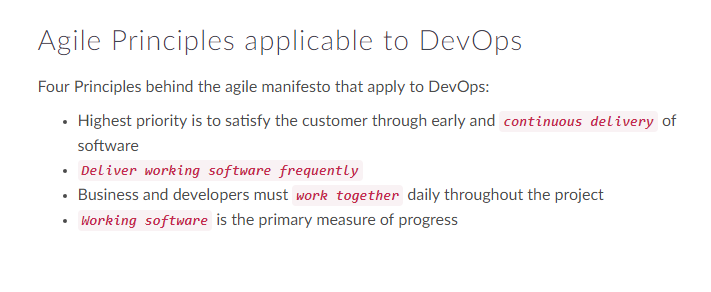 Agile Principles applicable to DevOps
Four Principles behind the agile manifesto that apply to DevOps:
• Highest priority is to satisfy the customer through early and continuous delivery of
software
• Deliver working software frequently
• Business and developers must work together daily throughout the project
• Working software is the primary measure of progress